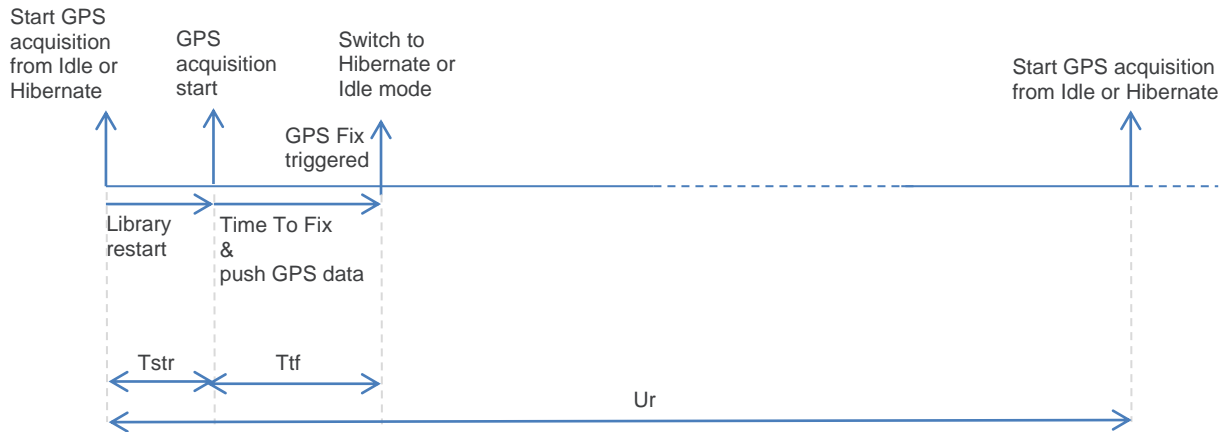 Start GPS
acquisition
from Idle or
Hibernate
GPS
acquisition
start
Switch to
Hibernate or
Idle mode
GPS Fix
triggered
Start GPS acquisition
from Idle or Hibernate
Library
restart
Time To Fix
&
push GPS data
Tstr
Ttf
Ur